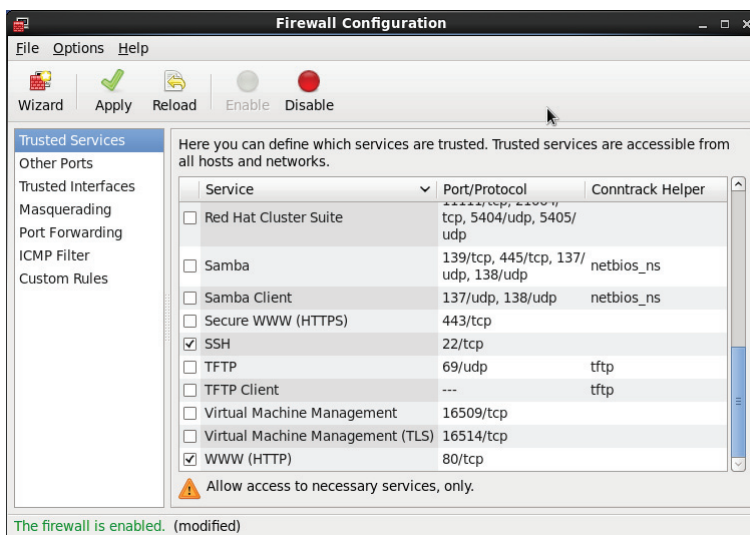 Firewall Configuration
File Options Help
Wizard Apply Reload Enable Disable
Trusted Services
Other Ports
Trusted Interfaces
Masquerading
Port Forwarding
ICMP Filter
Custom Rules
Here you can define which services are trusted. Trusted services are accessible from
all hosts and networks.
Service Port/Protocol Conntrack Helper
Red Hat Cluster Suite
tcp, 5404/udp, 5405/
udp
Samba 139/tcp, 445/tcp, 137/
udp, 138/udp netbios_ns
Samba Client 137/udp, 138/udp netbios_ns
Secure WWW (HTTPS) 443/tcp
SSH 22/tcp
TFTP 69/udp tftp
TFTP Client --- tftp
Virtual Machine Management 16509/tcp
Virtual Machine Management (TLS) 16514/tcp
WWW (HTTP) 80/tcp
Allow access to necessary services, only.
The firewall is enabled. (modified)